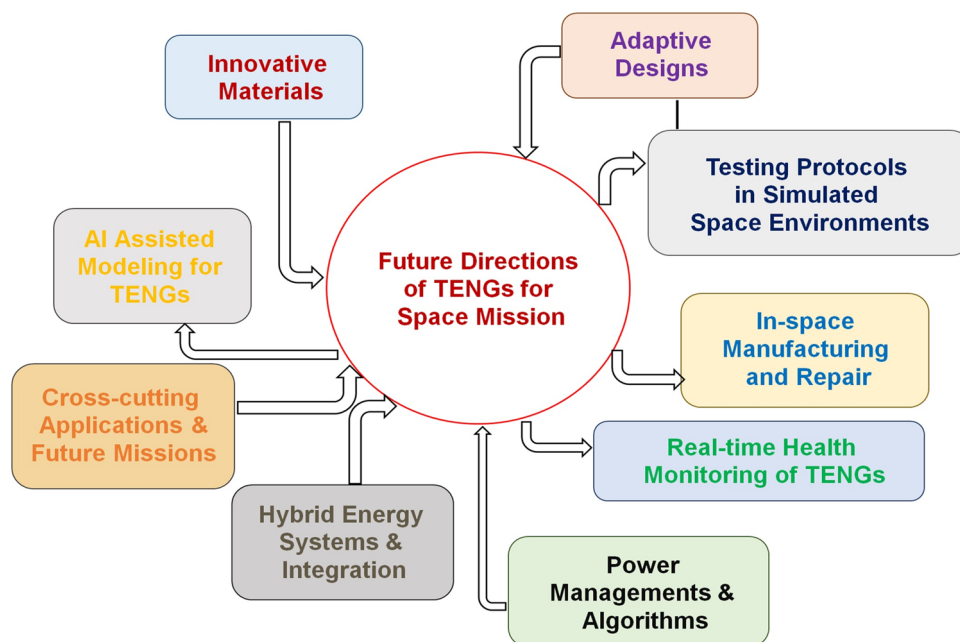 Innovative
Materials
Adaptive
Designs
Testing Protocols
in Simulated
Space Environments
AI Assisted
Modeling for
TENGs
Future Directions
of TENGs for
Space Mission
In-space
Manufacturing
and Repair
Cross-cutting
Applications &
Future Missions
Real-time Health
Monitoring of TENGs
Hybrid Energy
Systems &
Integration
Power
Managements &
Algorithms